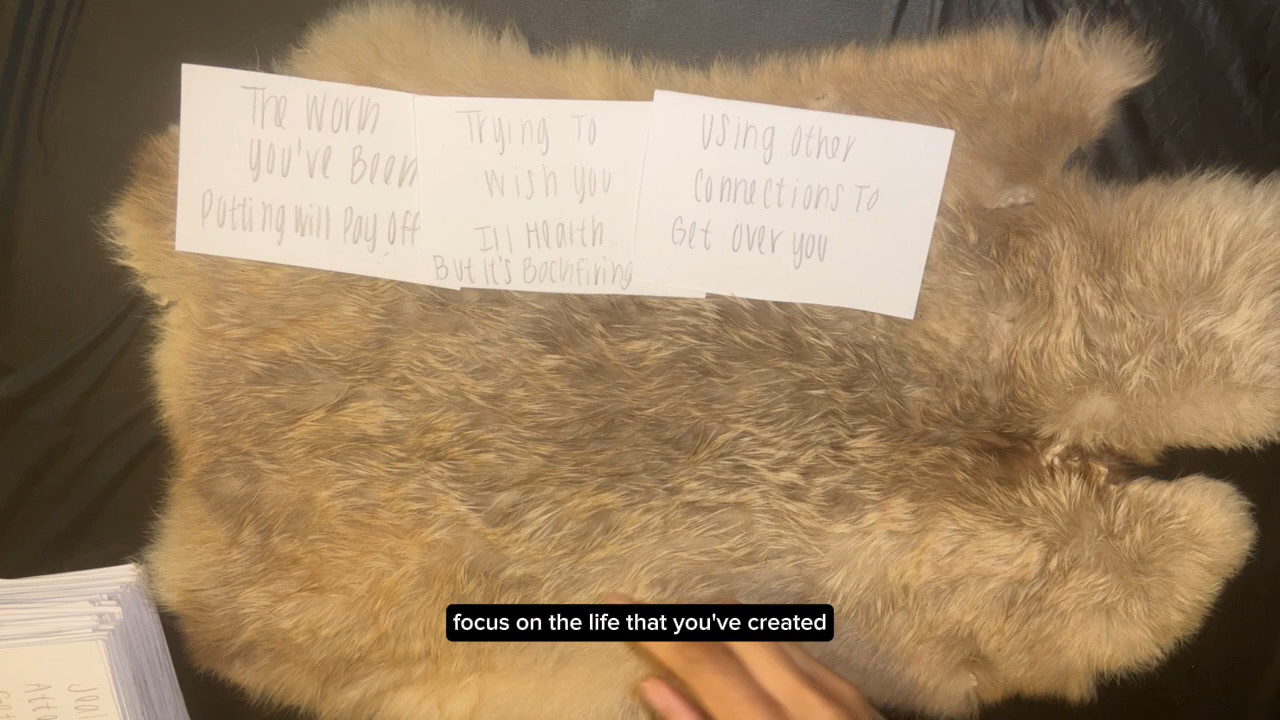 The Work
You've Been
Putting Will Pay Off
Trying To
Wish You
Ill Health
But It's Backfiring
Using Other
Connections To
Get Over You
focus on the life that you've created